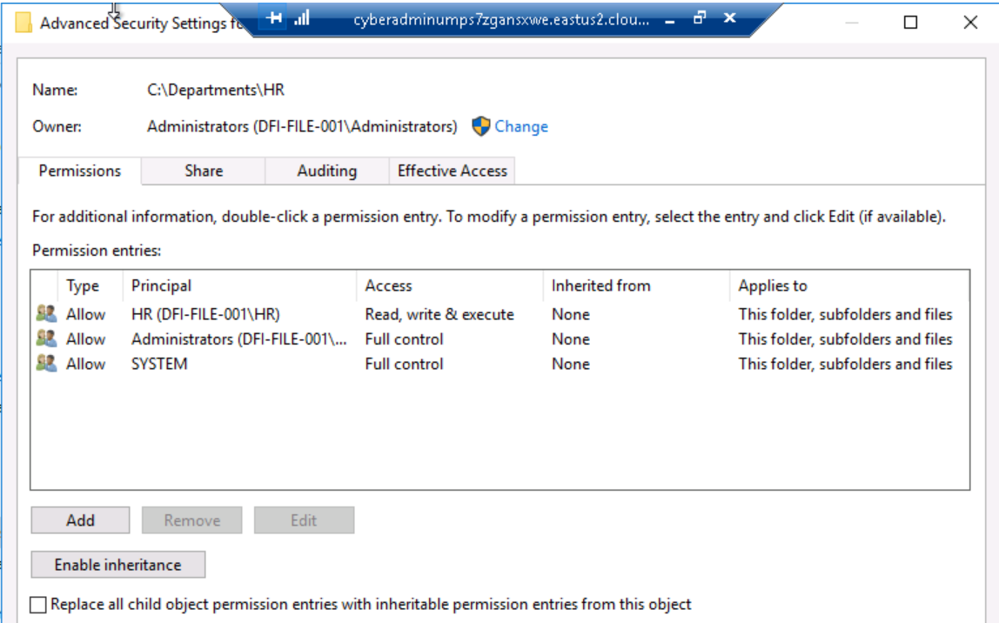 Advanced Security Settings fo
cyberadminumps7zgansxwe.eastus2.clou...
Name: C:\Departments\HR
Owner: Administrators (DFI-FILE-001\Administrators) Change
Permissions Share Auditing Effective Access
For additional information, double-click a permission entry. To modify a permission entry, select the entry and click Edit (if available).
Permission entries:
Type Principal Access Inherited from Applies to
Allow HR (DFI-FILE-001\HR) Read, write & execute None This folder, subfolders and files
Allow Administrators (DFI-FILE-001\... Full control None This folder, subfolders and files
Allow SYSTEM Full control None This folder, subfolders and files
Add Remove Edit
Enable inheritance
Replace all child object permission entries with inheritable permission entries from this object